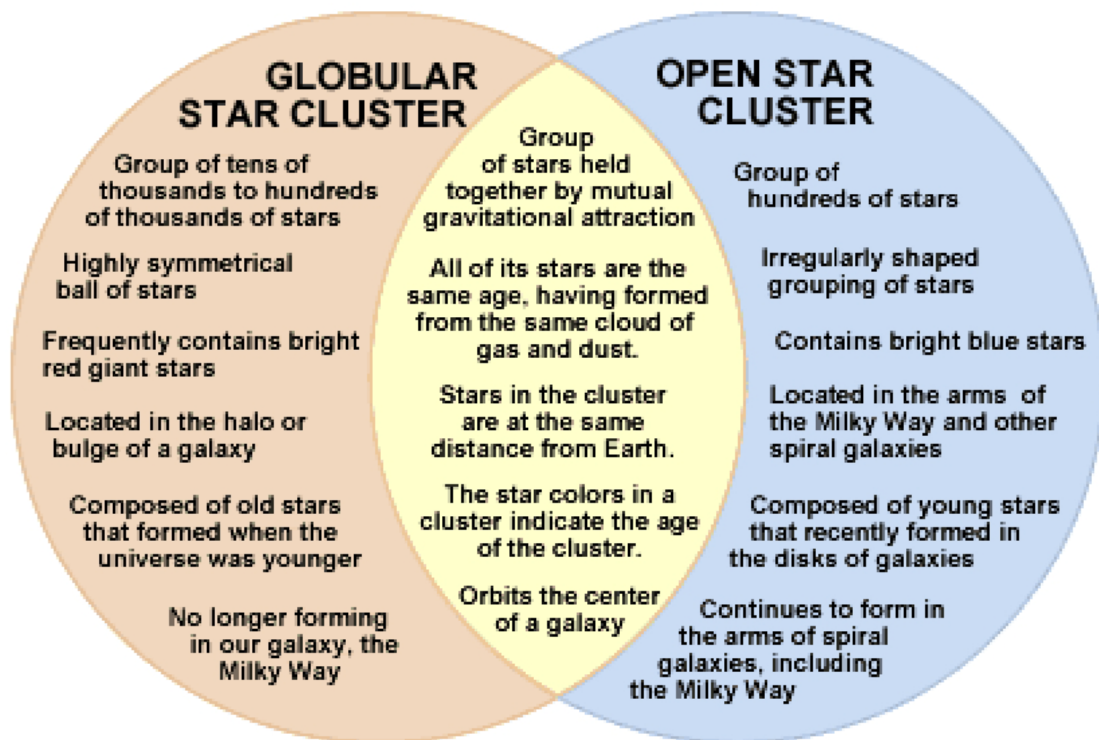 GLOBULAR
STAR CLUSTER
Group of tens of
thousands to hundreds
of thousands of stars
Highly symmetrical
ball of stars
Frequently contains bright
red giant stars
Located in the halo or
bulge of a galaxy
Composed of old stars
that formed when the
universe was younger
No longer forming
in our galaxy, the
Milky Way
Group
of stars held
together by mutual
gravitational attraction
All of its stars are the
same age, having formed
from the same cloud of
gas and dust.
Stars in the cluster
are at the same
distance from Earth.
The star colors in a
cluster indicate the age
of the cluster.
Orbits the center
of a galaxy
OPEN STAR
CLUSTER
Group of
hundreds of stars
Irregularly shaped
grouping of stars
Contains bright blue stars
Located in the arms of
the Milky Way and other
spiral galaxies
Composed of young stars
that recently formed in
the disks of galaxies
Continues to form in
the arms of spiral
galaxies, including
the Milky Way